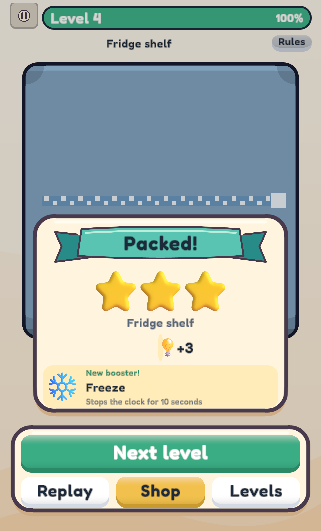 Level 4
100%
Fridge shelf
Rules
Packed!
Fridge shelf
+3
New booster!
Freeze
Stops the clock for 10 seconds
Next level
Replay
Shop
Levels